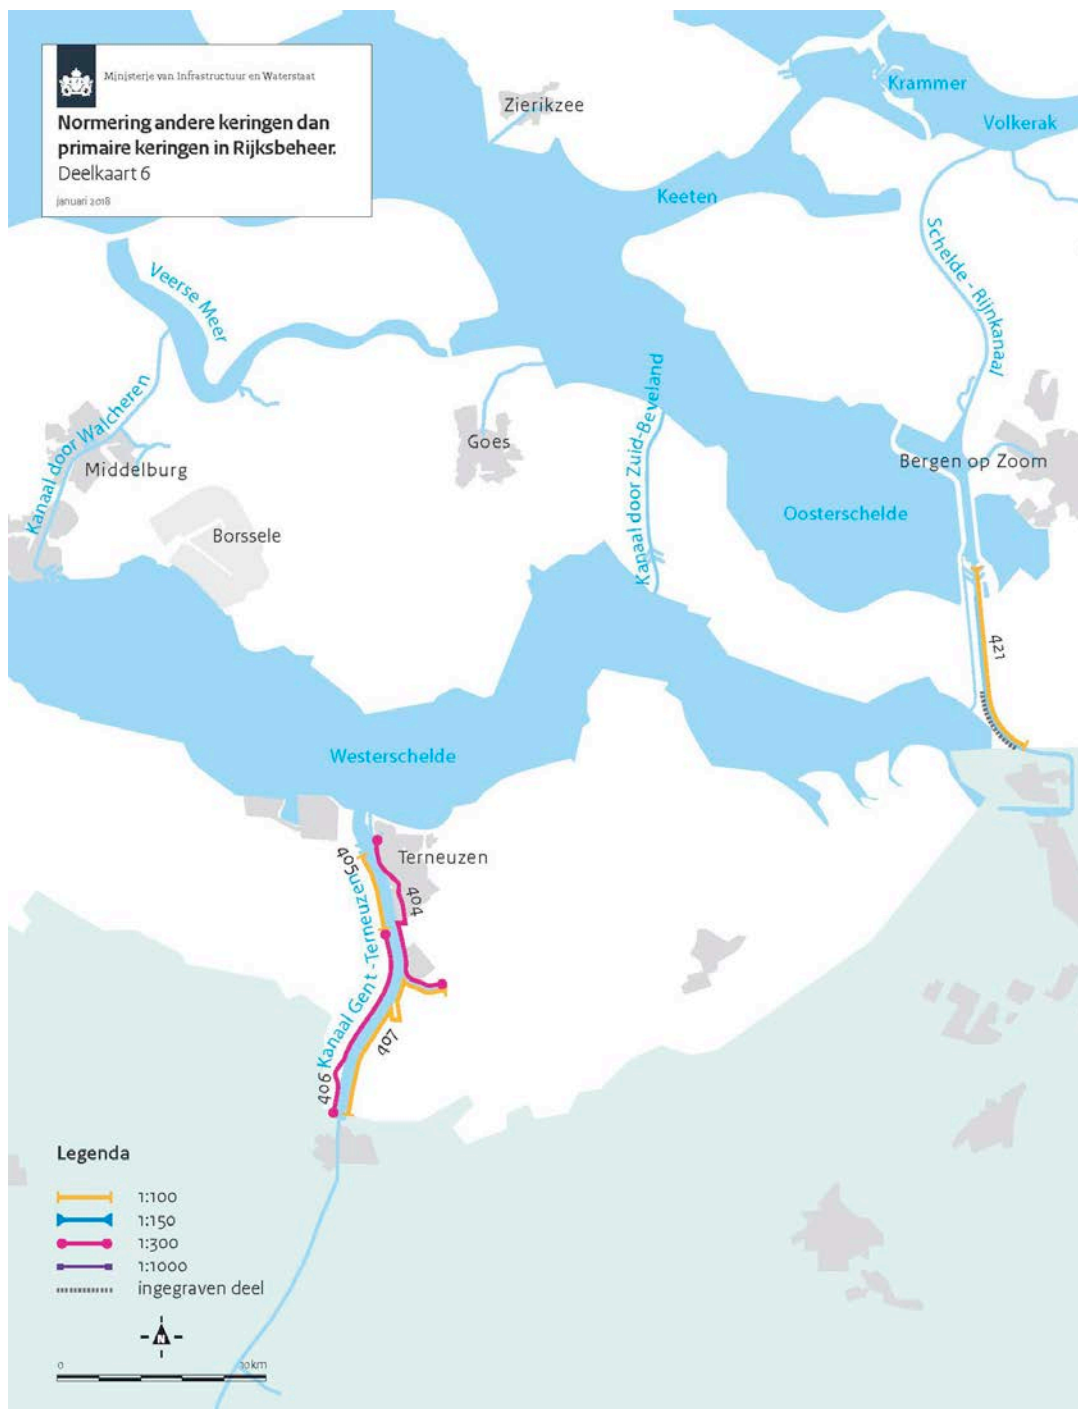 Ministerie van Infrastructuur en Waterstaat
Normering andere keringen dan
primaire keringen in Rijksbeheer.
Deelkaart 6
januari 2018
Zierikzee
Krammer
Volkerak
Keeten
Schelde - Rijnkanaal
Veerse Meer
Kanaal door Walcheren
Middelburg
Goes
Kanaal door Zuid-Beveland
Bergen op Zoom
Oosterschelde
Borssele
421
Westerschelde
Terneuzen
405
404
Kanaal Gent -Terneuzen
407
406
Legenda
1:100
1:150
1:300
1:1000
ingegraven deel
N
0 10km